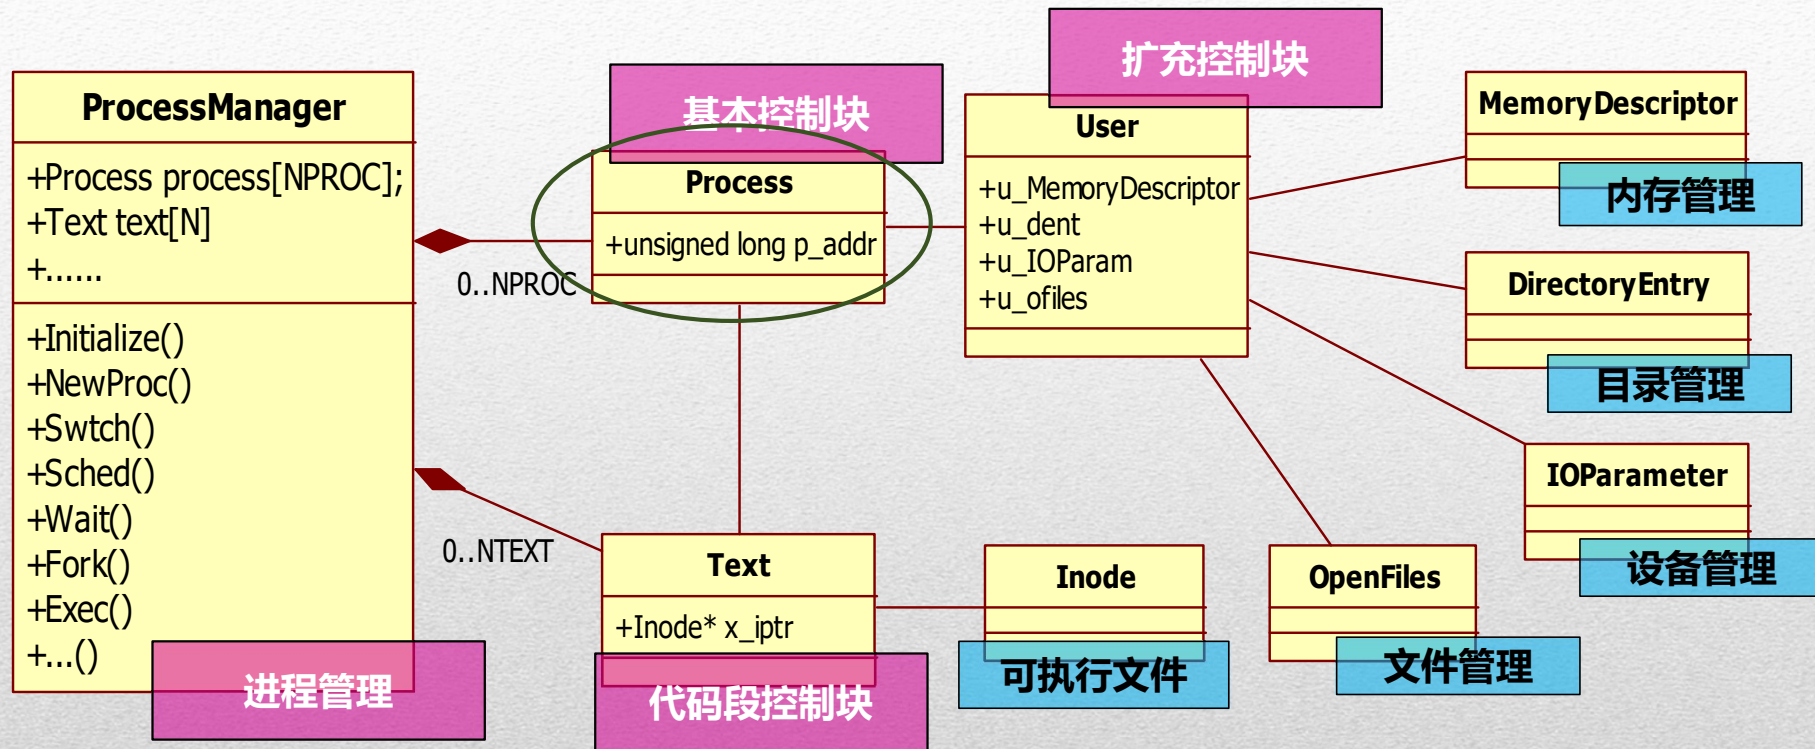 ProcessManager
+Process process[NPROC];
+Text text[N]
+......
+Initialize()
+NewProc()
+Swtch()
+Sched()
+Wait()
+Fork()
+Exec()
+...()
进程管理
0..NPROC
0..NTEXT
基本控制块
Process
+unsigned long p_addr
Text
+Inode* x_iptr
代码段控制块
扩充控制块
User
+u_MemoryDescriptor
+u_dent
+u_IOParam
+u_ofiles
Inode
可执行文件
OpenFiles
文件管理
MemoryDescriptor
内存管理
DirectoryEntry
目录管理
IOParameter
设备管理